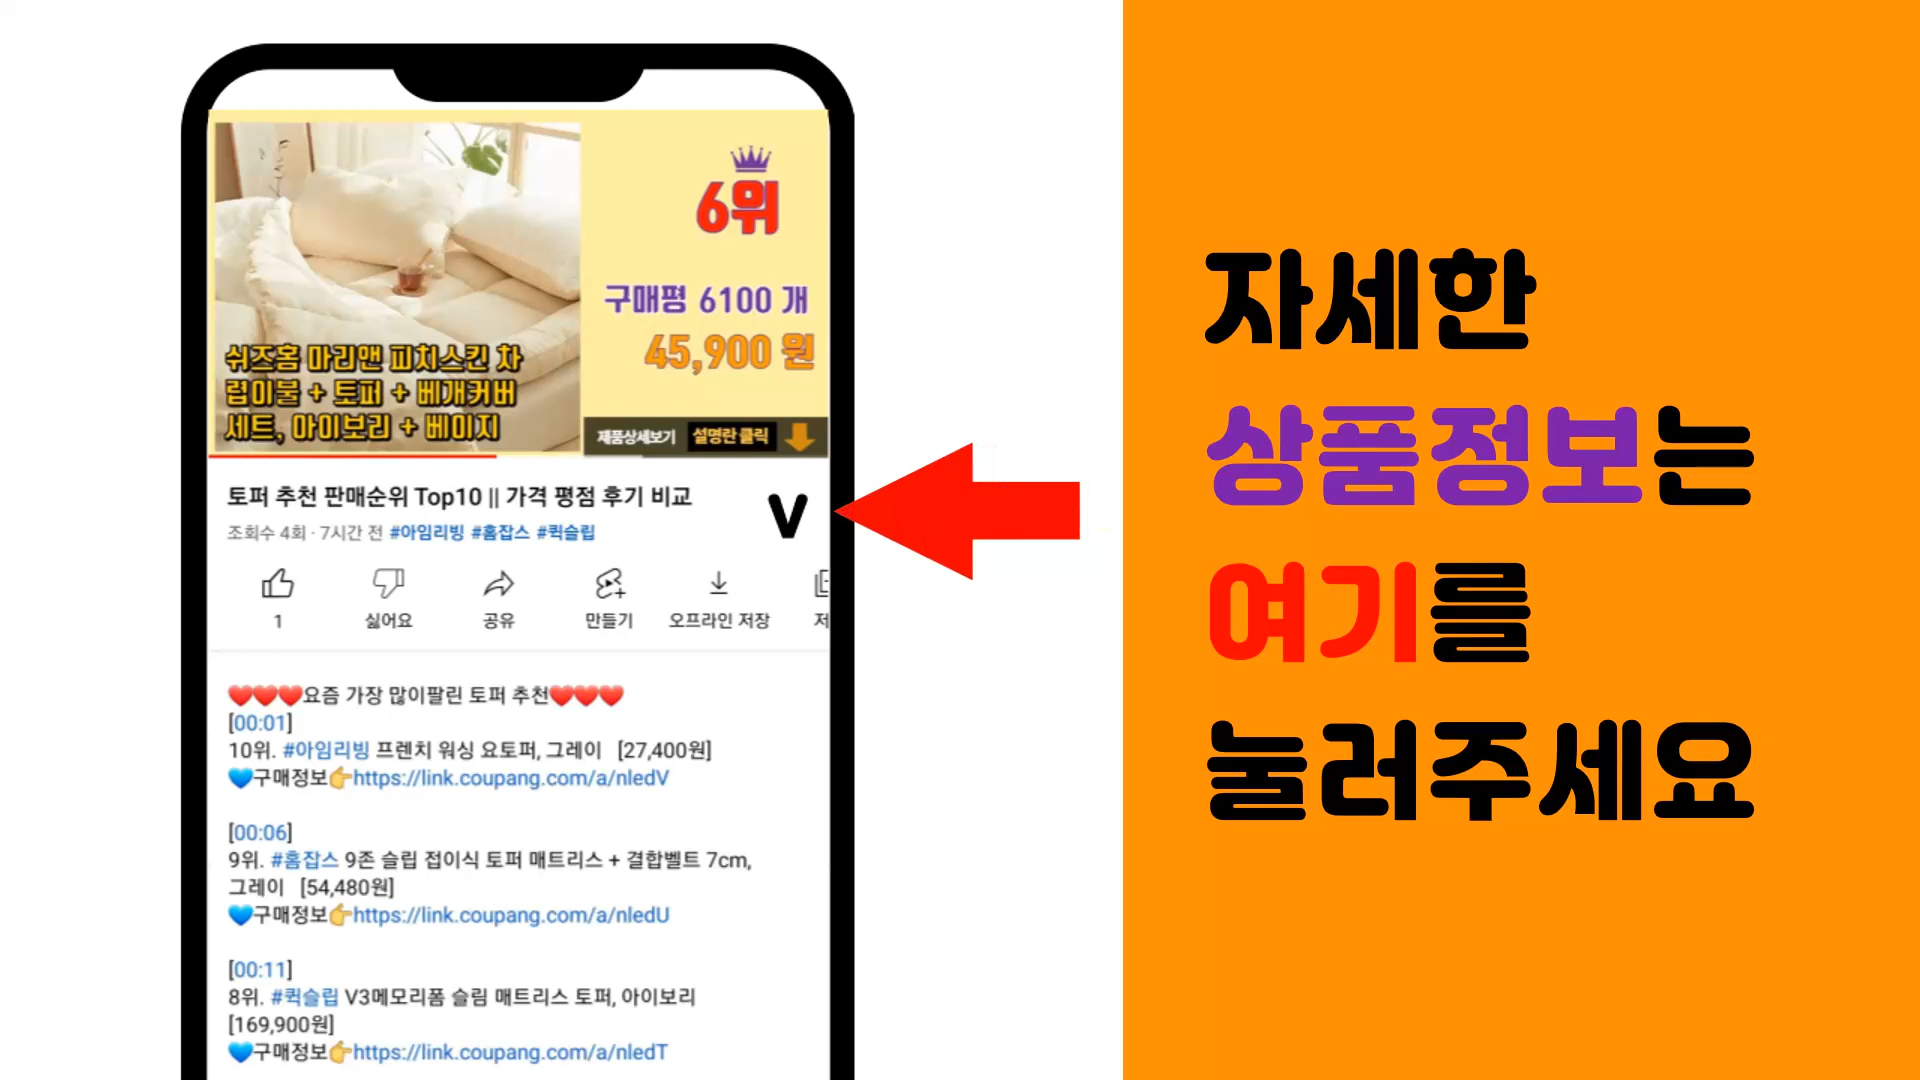 6위
구매평 6100 개
45,900 원
쉬즈홈 마리앤 피치스킨 차
렵이불 + 토퍼 + 베개커버
세트, 아이보리 + 베이지
제품상세보기 설명란 클릭
토퍼 추천 판매순위 Top10 || 가격 평점 후기 비교
V
조회수 4회 · 7시간 전 #아임리빙 #홈잡스 #퀵슬립
1 싫어요 공유 만들기 오프라인 저장 저
❤️❤️❤️요즘 가장 많이팔린 토퍼 추천❤️❤️❤️
[00:01]
10위. #아임리빙 프렌치 워싱 요토퍼, 그레이 [27,400원]
💙구매정보👉https://link.coupang.com/a/nledV
[00:06]
9위. #홈잡스 9존 슬립 접이식 토퍼 매트리스 + 결합벨트 7cm,
그레이 [54,480원]
💙구매정보👉https://link.coupang.com/a/nledU
[00:11]
8위. #퀵슬립 V3메모리폼 슬림 매트리스 토퍼, 아이보리
[169,900원]
💙구매정보👉https://link.coupang.com/a/nledT
자세한
상품정보는
여기를
눌러주세요